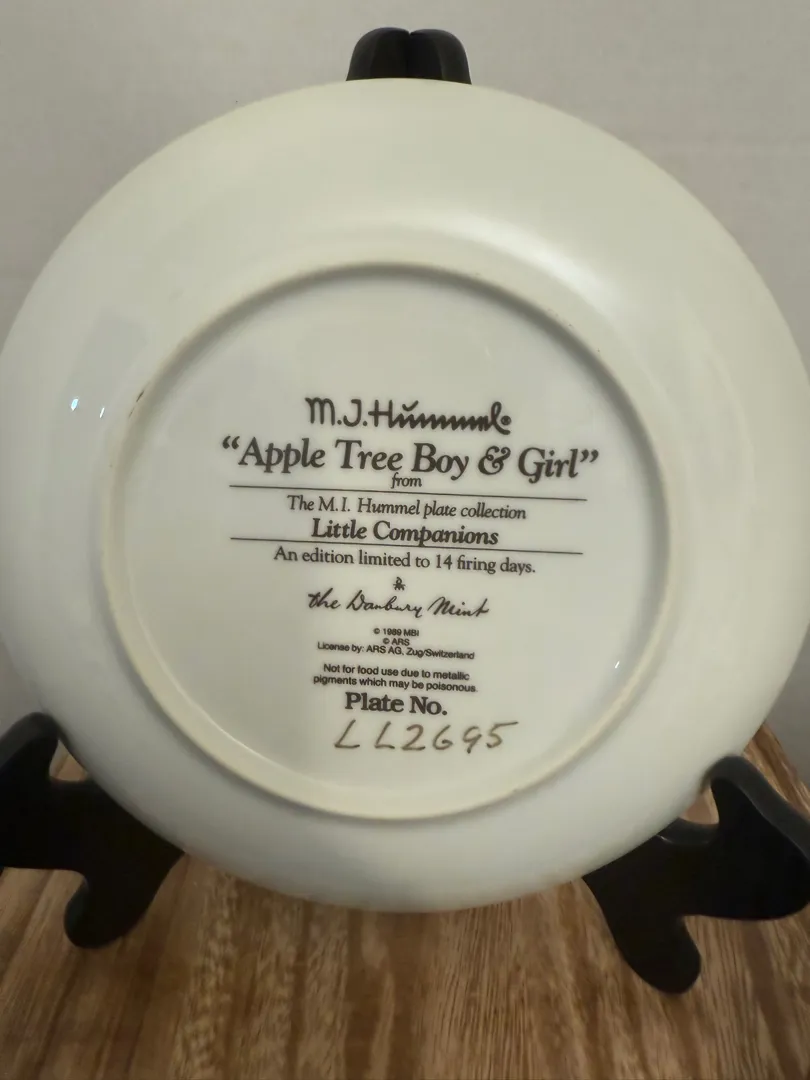 M.J.Hummel®
“Apple Tree Boy & Girl”
from
The M.I. Hummel plate collection
Little Companions
An edition limited to 14 firing days.
the Danbury Mint
© 1989 MBI
© ARS
License by: ARS AG, Zug/Switzerland
Not for food use due to metallic
pigments which may be poisonous.
Plate No.
LL2695